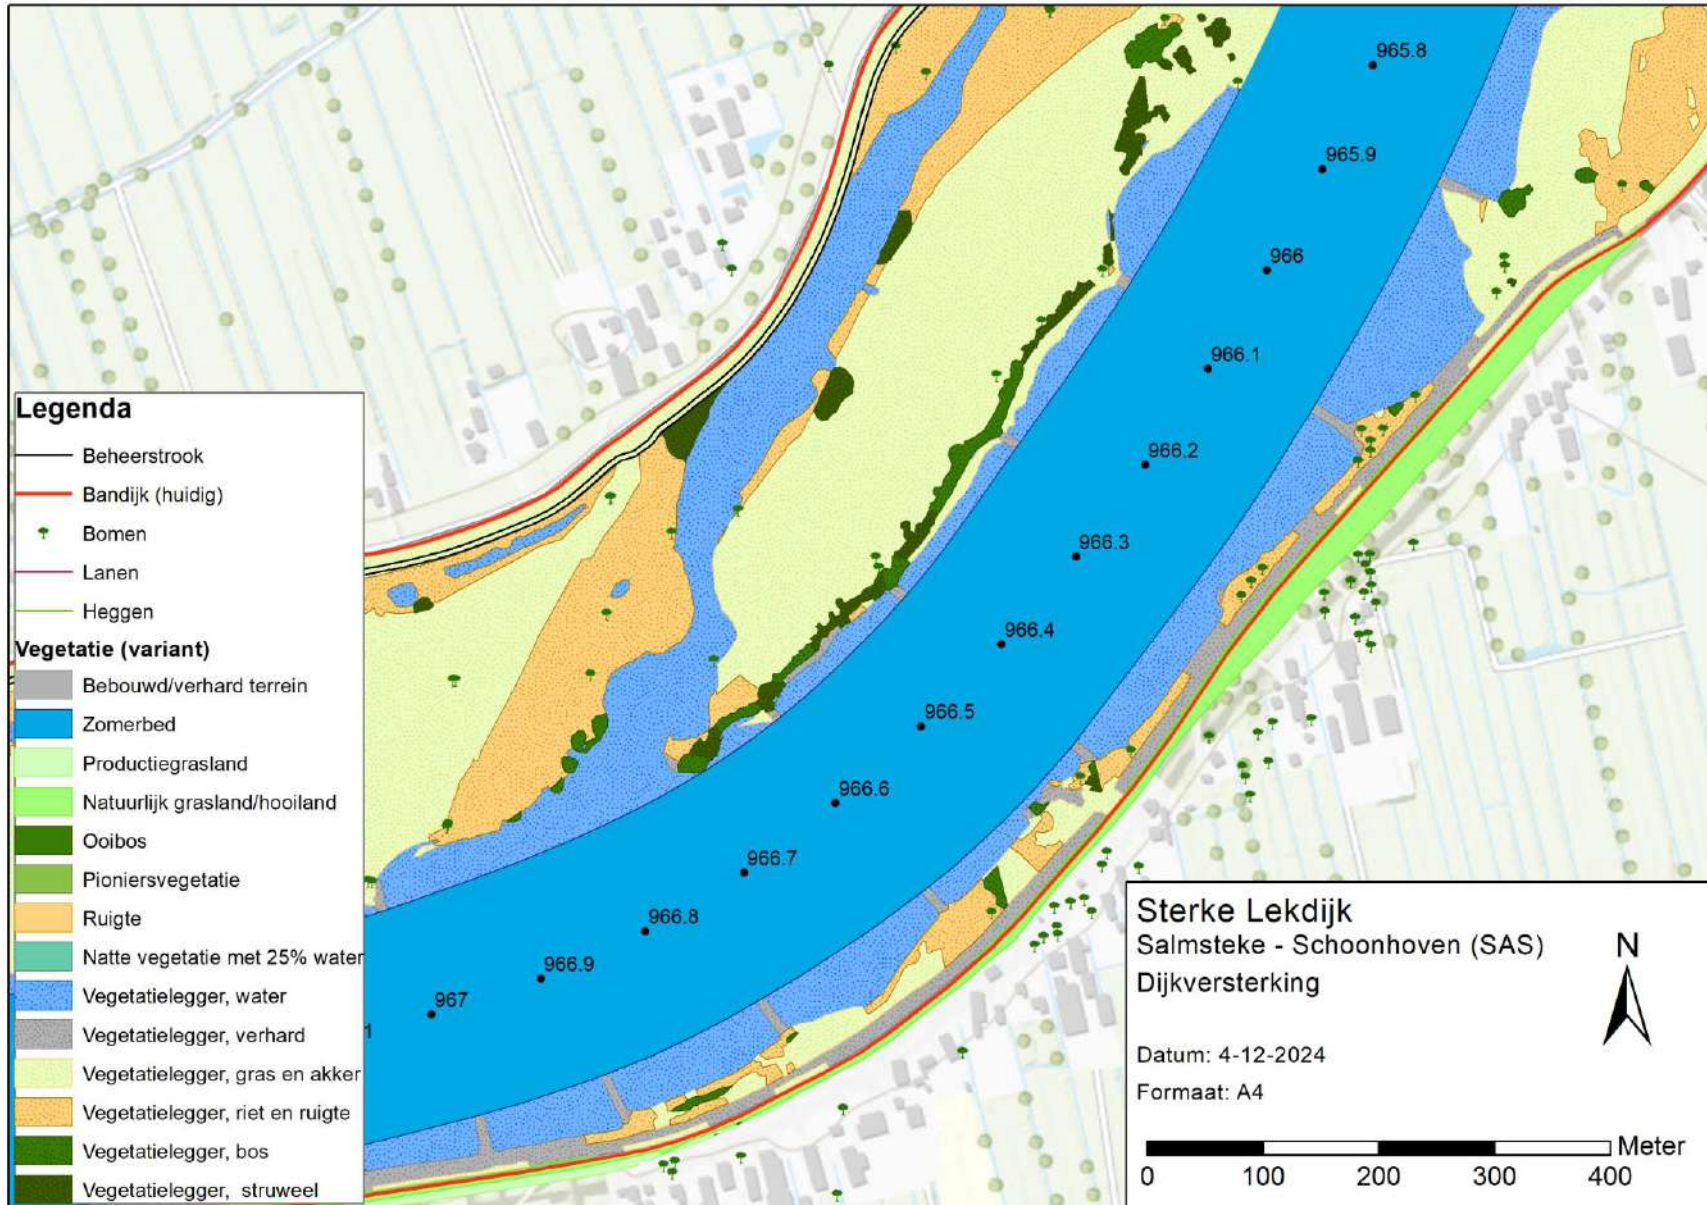 965.8
965.9
966
966.1
966.2
966.3
966.4
966.5
966.6
966.7
966.8
966.9
967
1
Legenda
Beheerstrook
Bandijk (huidig)
Bomen
Lanen
Heggen
Vegetatie (variant)
Bebouwd/verhard terrein
Zomerbed
Productiegrasland
Natuurlijk grasland/hooiland
Ooibos
Pioniersvegetatie
Ruigte
Natte vegetatie met 25% water
Vegetatielegger, water
Vegetatielegger, verhard
Vegetatielegger, gras en akker
Vegetatielegger, riet en ruigte
Vegetatielegger, bos
Vegetatielegger, struweel
Sterke Lekdijk
Salmsteke - Schoonhoven (SAS)
Dijkversterking
N
Datum: 4-12-2024
Formaat: A4
Meter
0 100 200 300 400